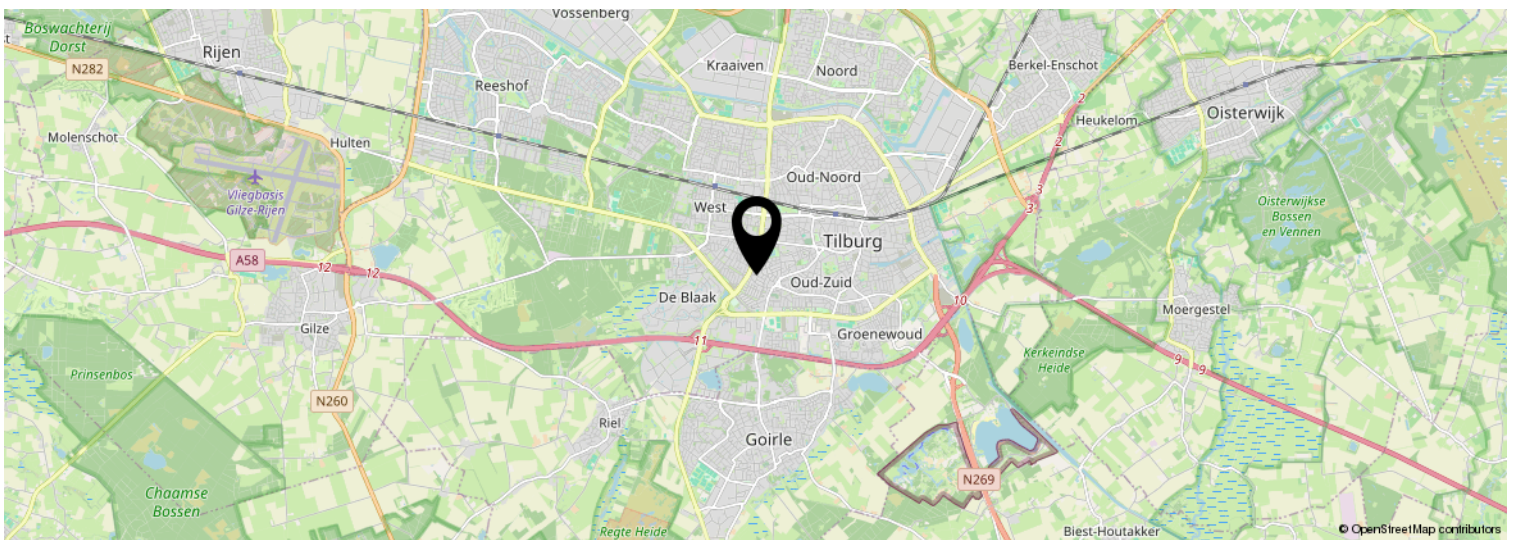 Vossenberg
Boswachterij
Dorst
Rijen
st
N282
Kraaiven
Noord
Berkel-Enschot
Reeshof
2
Oisterwijk
Heukelom
Molenschot
Hulten
2
Oud-Noord
Vliegbasis
Gilze-Rijen
West
3
3
Oisterwijkse
Bossen
en Vennen
Tilburg
A58
12
12
Oud-Zuid
De Blaak
10
Moergestel
Gilze
Groenewoud
11
Kerkeindse
Heide
9
9
Prinsenbos
N260
Riel
Goirle
N269
Chaamse
Bossen
Regte Heide
Biest-Houtakker
© OpenStreetMap contributors